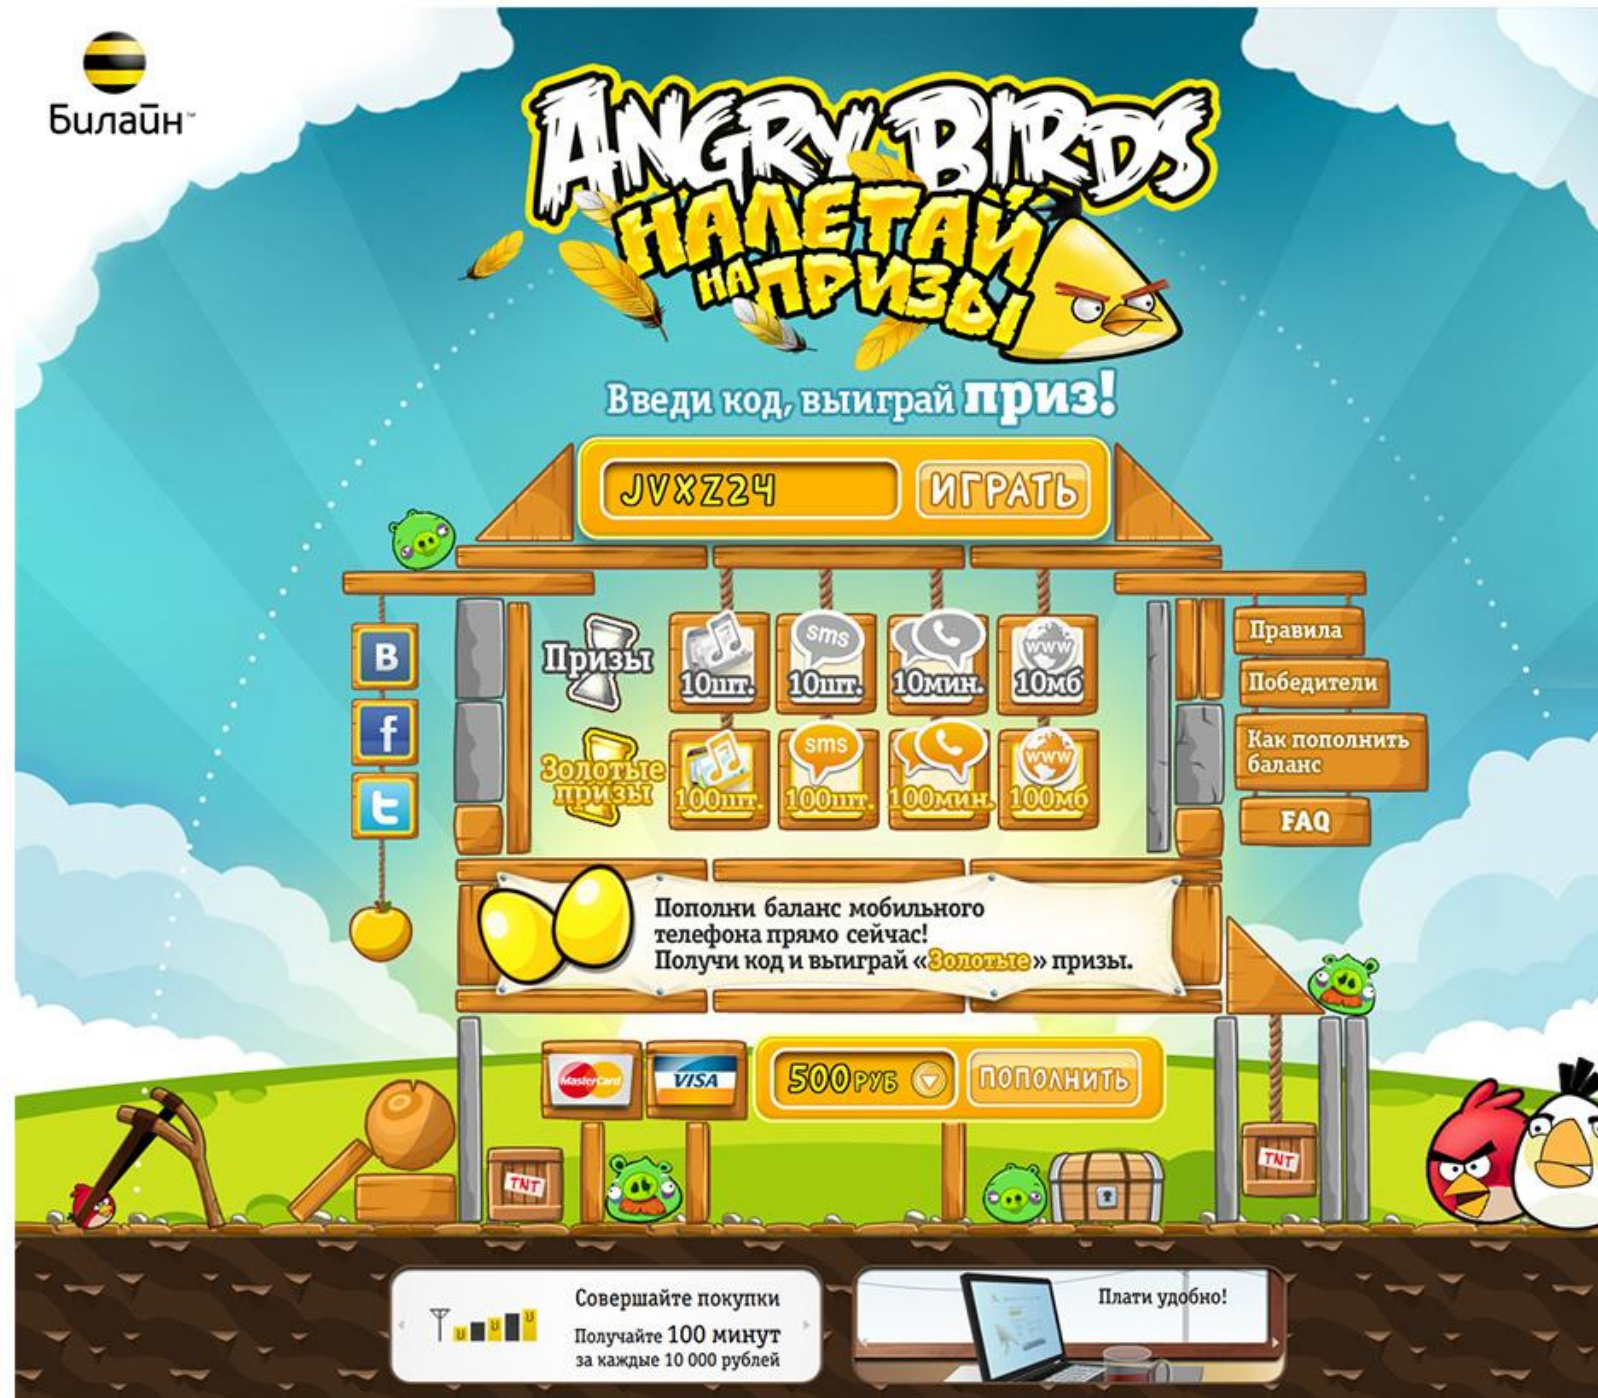 Билайн™
ANGRY BIRDS
НАЛЕТАЙ
НА ПРИЗЫ
Введи код, выиграй приз!
JVXZ24
ИГРАТЬ
Призы
10шт.
sms
10шт.
10мин.
www
10мб
Золотые
призы
100шт.
sms
100шт.
100мин.
www
100мб
B
f
t
Правила
Победители
Как пополнить
баланс
FAQ
Пополни баланс мобильного
телефона прямо сейчас!
Получи код и выиграй «Золотые» призы.
MasterCard
VISA
500 РУБ
ПОПОЛНИТЬ
TNT
TNT
Совершайте покупки
Получайте 100 минут
за каждые 10 000 рублей
Плати удобно!